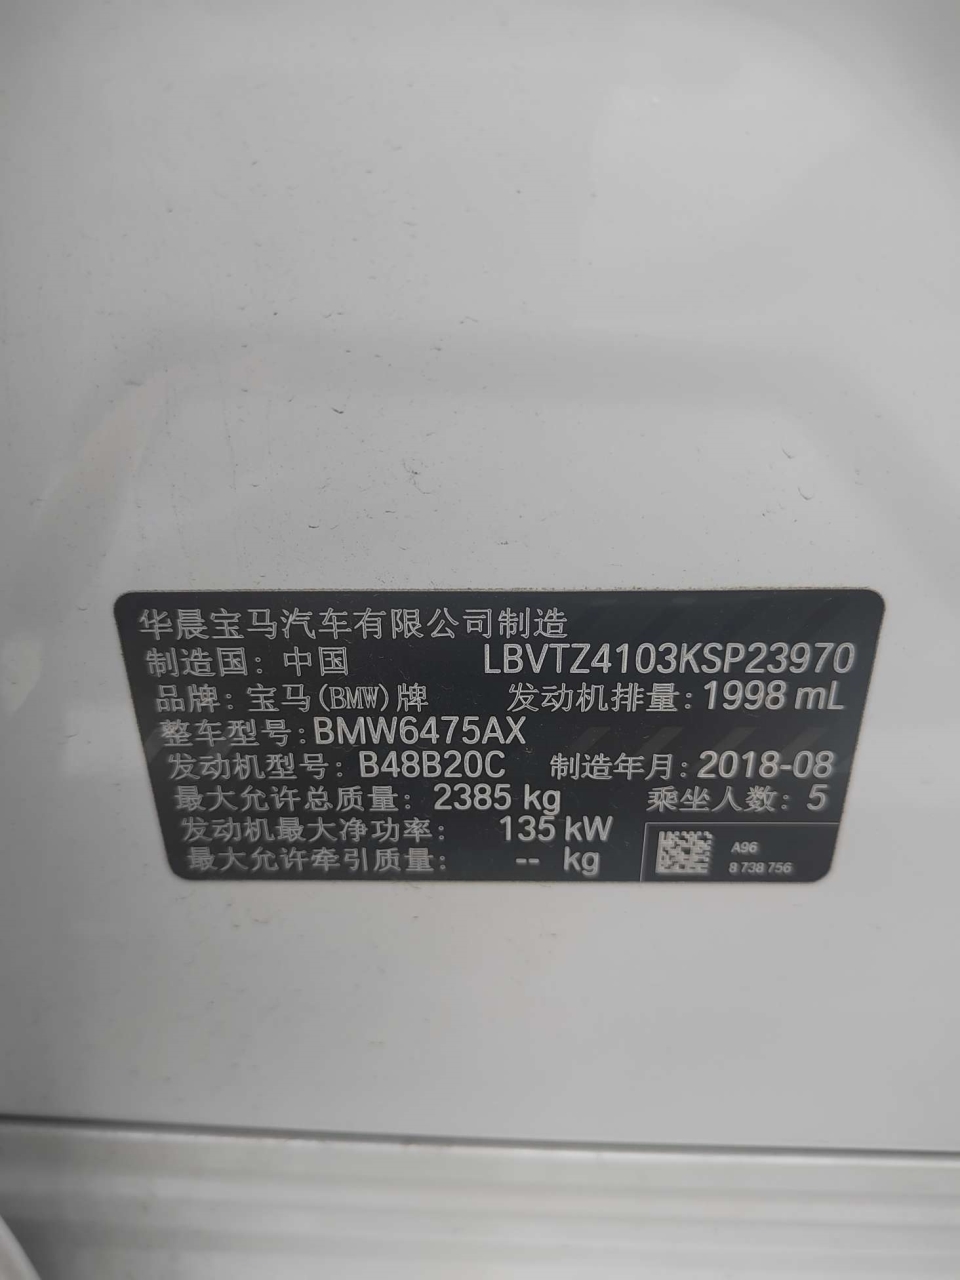 华晨宝马汽车有限公司制造
制造国：中国 LBVTZ4103KSP23970
品牌：宝马(BMW)牌 发动机排量：1998 mL
整车型号：BMW6475AX
发动机型号：B48B20C 制造年月：2018-08
最大允许总质量：2385 kg 乘坐人数：5
发动机最大净功率：135 kW
最大允许牵引质量：-- kg
A96
8 738 756